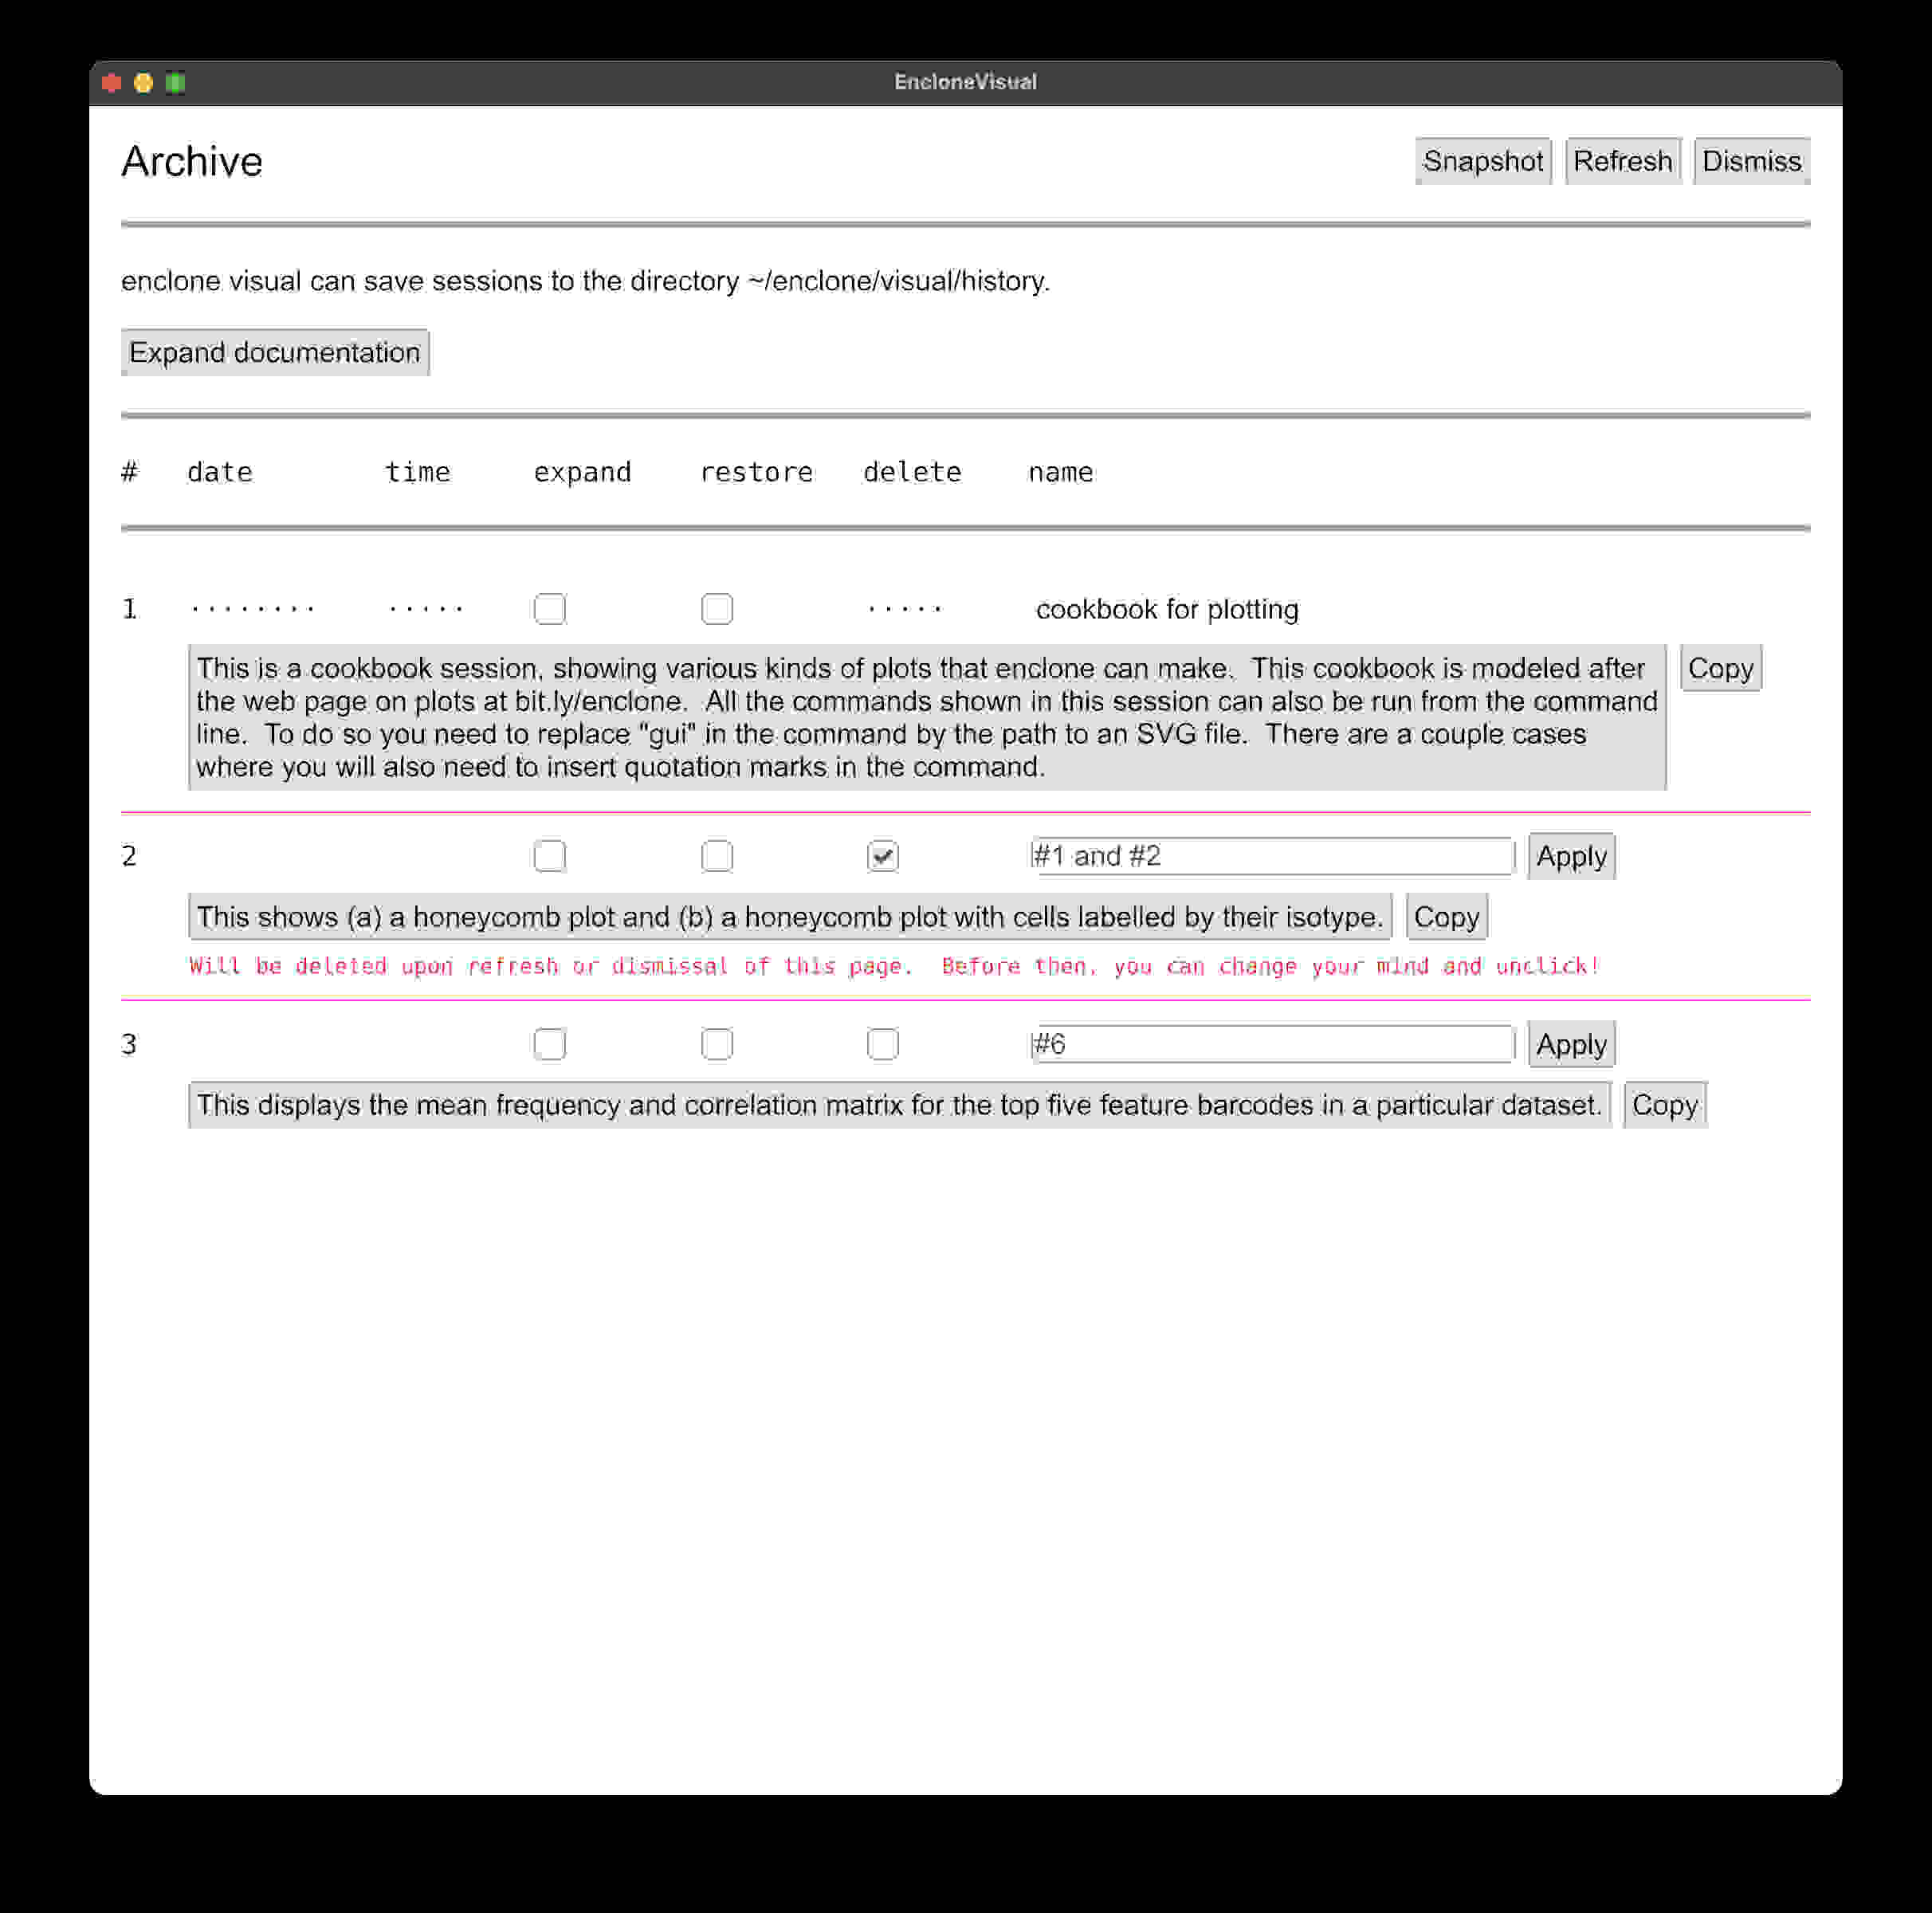 EncloneVisual
Archive Snapshot Refresh Dismiss
enclone visual can save sessions to the directory ~/enclone/visual/history.
Expand documentation
# date time expand restore delete name
1 ········ ····· ····· cookbook for plotting
This is a cookbook session, showing various kinds of plots that enclone can make.  This cookbook is modeled after Copy
the web page on plots at bit.ly/enclone.  All the commands shown in this session can also be run from the command
line.  To do so you need to replace "gui" in the command by the path to an SVG file.  There are a couple cases
where you will also need to insert quotation marks in the command.
2 #1 and #2 Apply
This shows (a) a honeycomb plot and (b) a honeycomb plot with cells labelled by their isotype. Copy
Will be deleted upon refresh or dismissal of this page.  Before then, you can change your mind and unclick!
3 #6 Apply
This displays the mean frequency and correlation matrix for the top five feature barcodes in a particular dataset. Copy